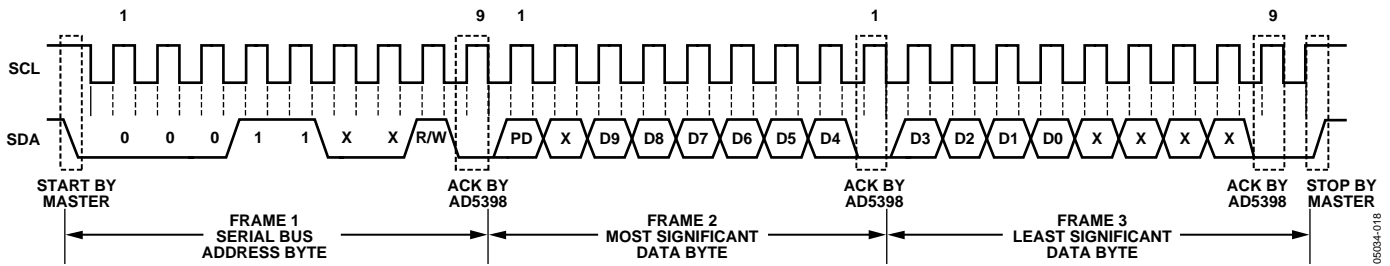 1 9 1 1 9
SCL
SDA 0 0 0 1 1 X X R/W PD X D9 D8 D7 D6 D5 D4 D3 D2 D1 D0 X X X X
START BY
MASTER
ACK BY
AD5398
ACK BY
AD5398
ACK BY
AD5398
STOP BY
MASTER
FRAME 1
SERIAL BUS
ADDRESS BYTE
FRAME 2
MOST SIGNIFICANT
DATA BYTE
FRAME 3
LEAST SIGNIFICANT
DATA BYTE
05034-018